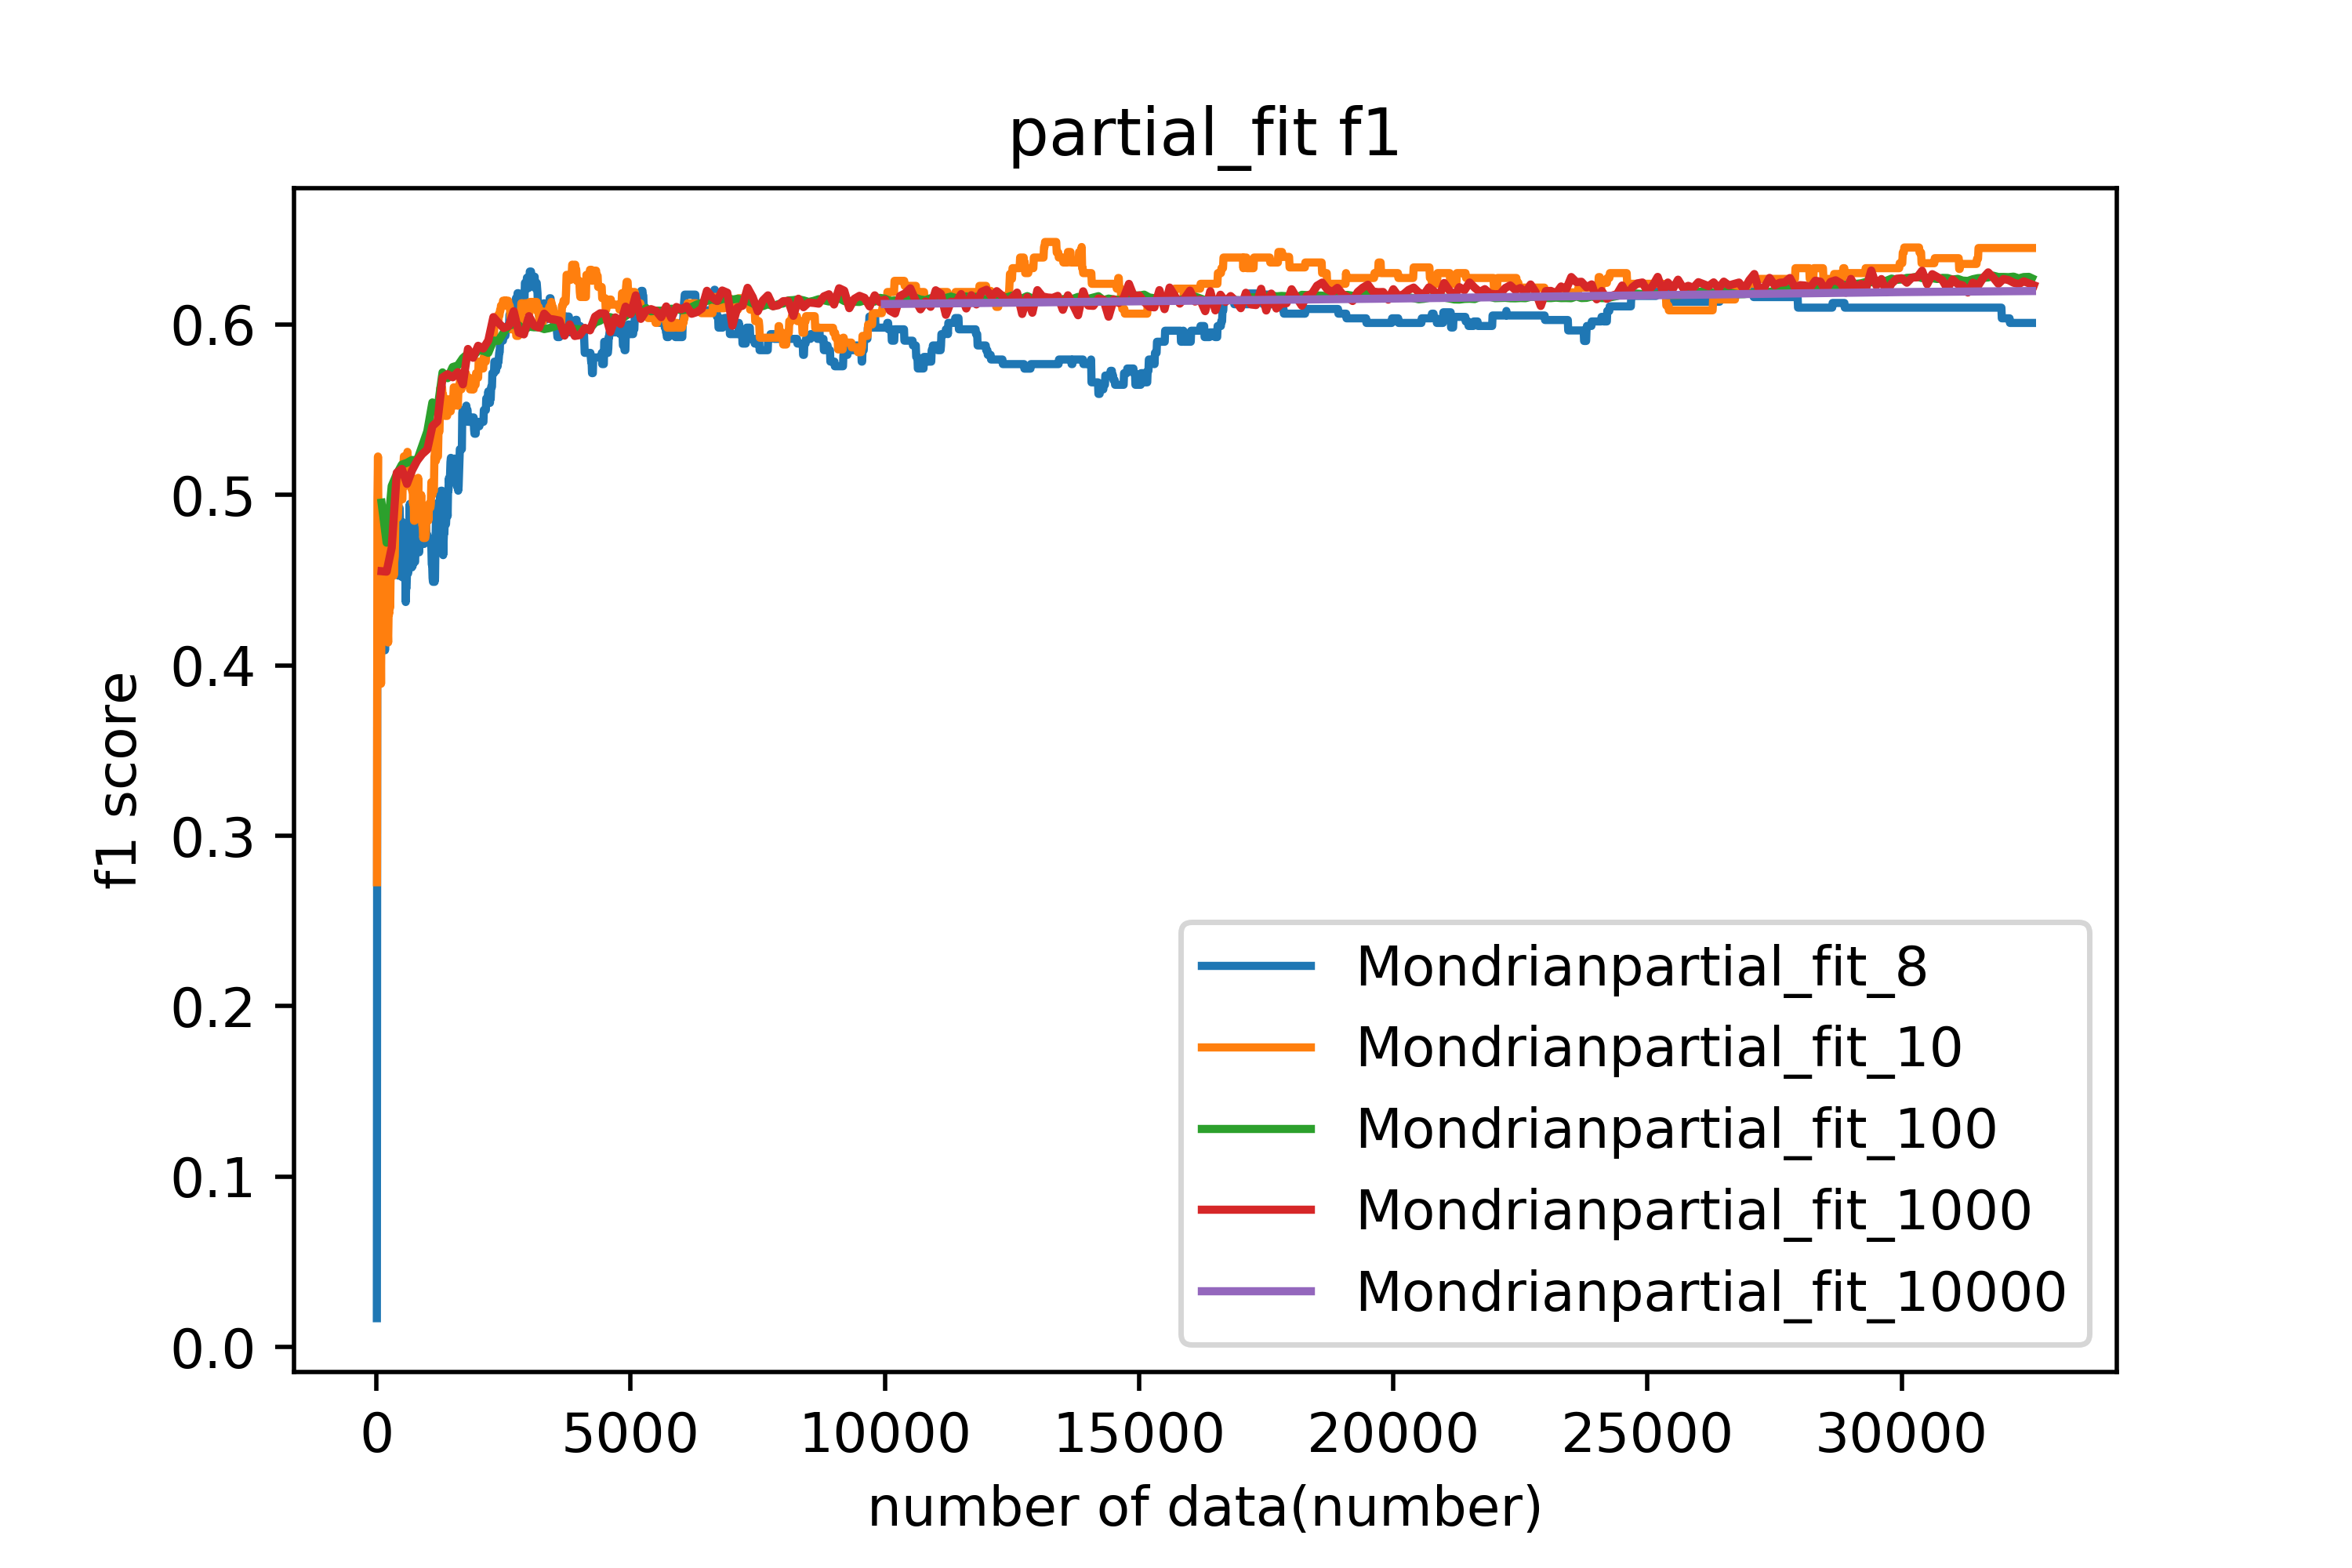 partial_fit f1
f1 score
0.6
0.5
0.4
0.3
0.2
0.1
0.0
0 5000 10000 15000 20000 25000 30000
number of data(number)
Mondrianpartial_fit_8
Mondrianpartial_fit_10
Mondrianpartial_fit_100
Mondrianpartial_fit_1000
Mondrianpartial_fit_10000